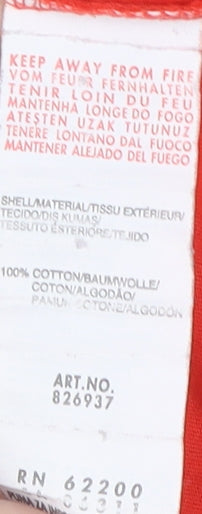 KEEP AWAY FROM FIRE
VOM FEUER FERNHALTEN
TENIR LOIN DU FEU
MANTENHA LONGE DO FOGO
ATEŞTEN UZAK TUTUNUZ
TENERE LONTANO DAL FUOCO
MANTENER ALEJADO DEL FUEGO
SHELL/MATERIAL/TISSU EXTÉRIEUR/
TECIDO/DIŞ KUMAŞ/
TESSUTO ESTERIORE/TEJIDO
100% COTTON/BAUMWOLLE/
COTON/ALGODÃO/
PAMUK/COTONE/ALGODÓN
ART.NO.
826937
RN 62200